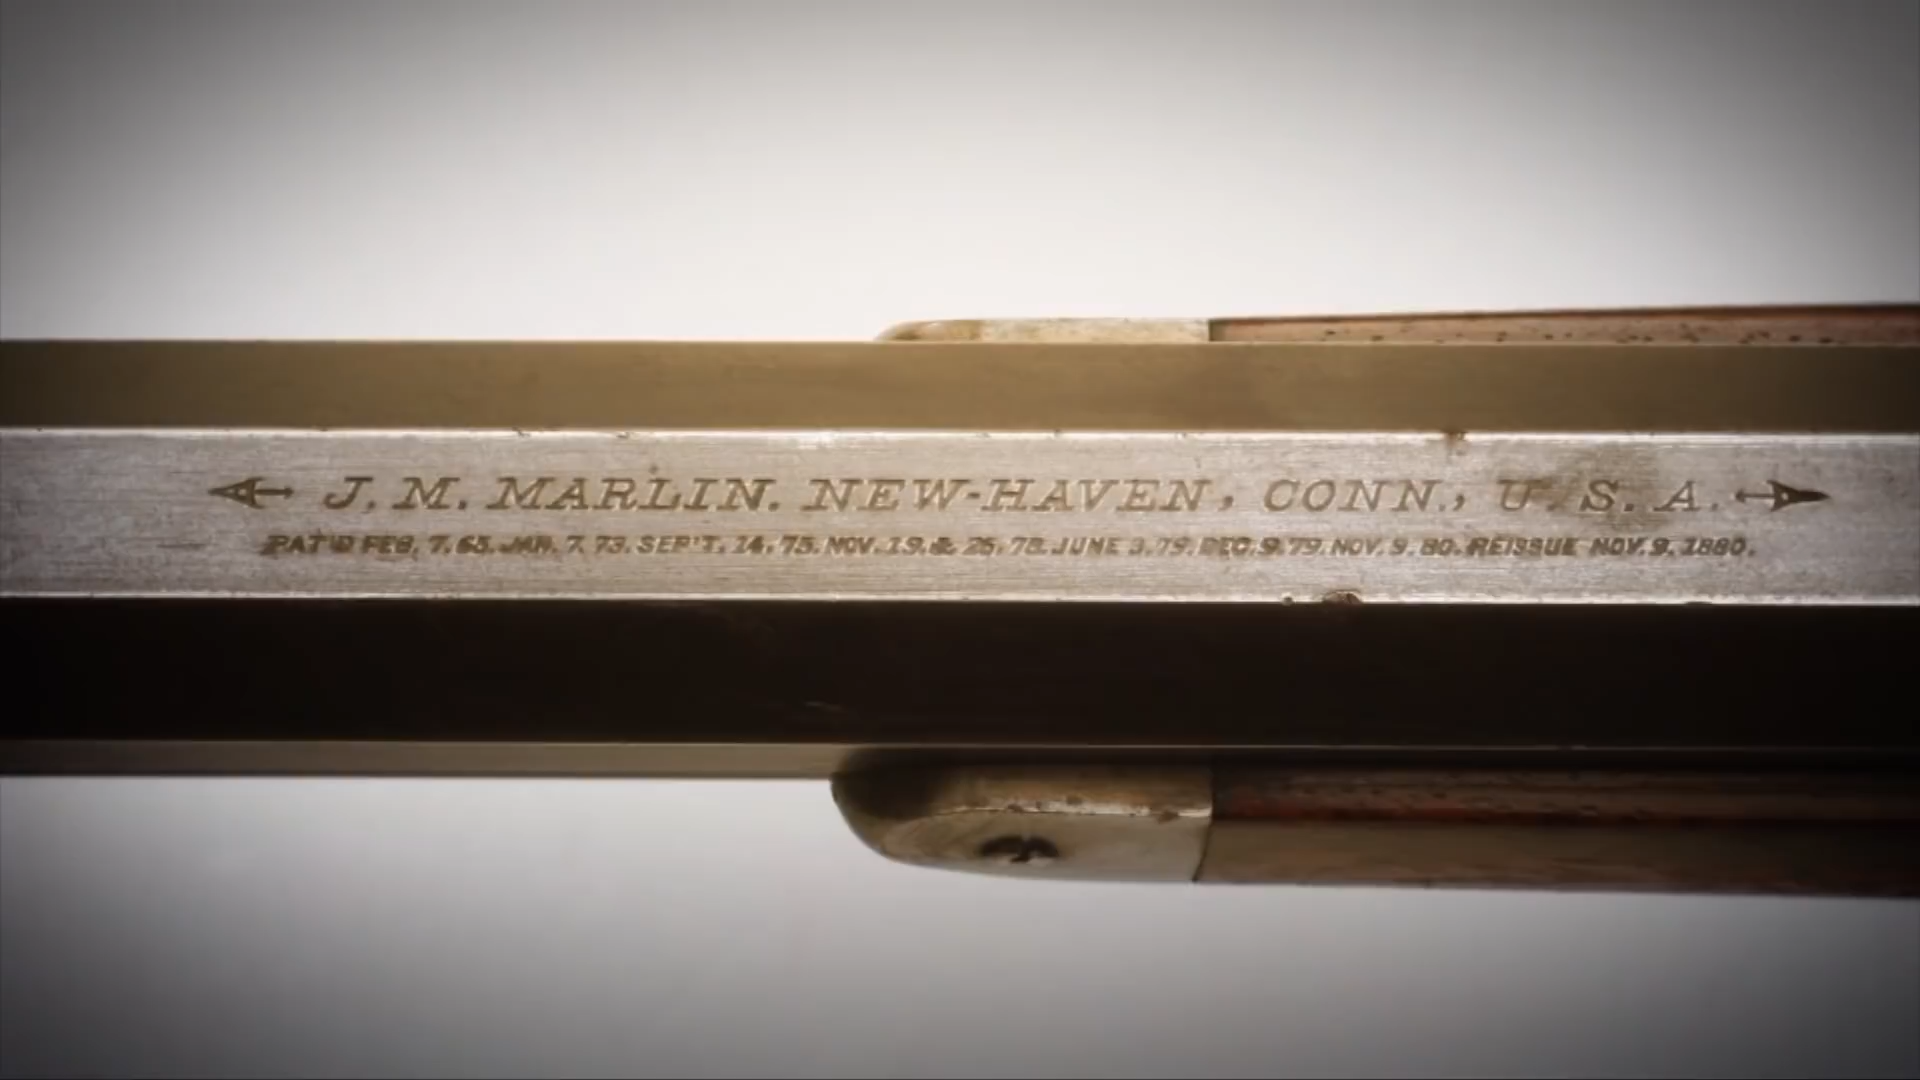 J. M. MARLIN. NEW-HAVEN, CONN., U. S. A.
PAT'D FEB. 7. 65. JAN. 7. 73. SEP'T. 14. 75. NOV. 19. & 26. 78. JUNE 3. 79. DEC. 9. 79. NOV. 9. 80. REISSUE NOV. 9. 1880.